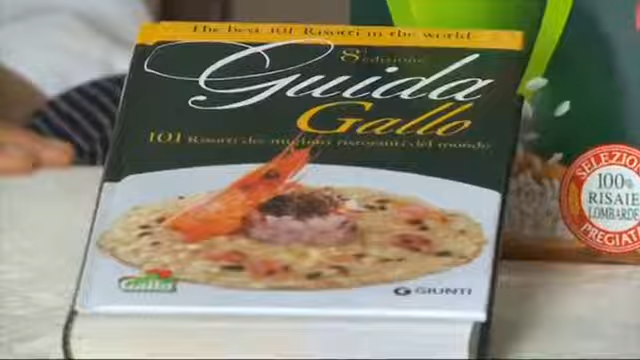 The best 101 Risotti in the world
8ª edizione
Guida
Gallo
101 Risotti dei migliori ristoranti del mondo
Gallo
GIUNTI
SELEZIONE
100%
RISAIE
LOMBARDE
PREGIATA